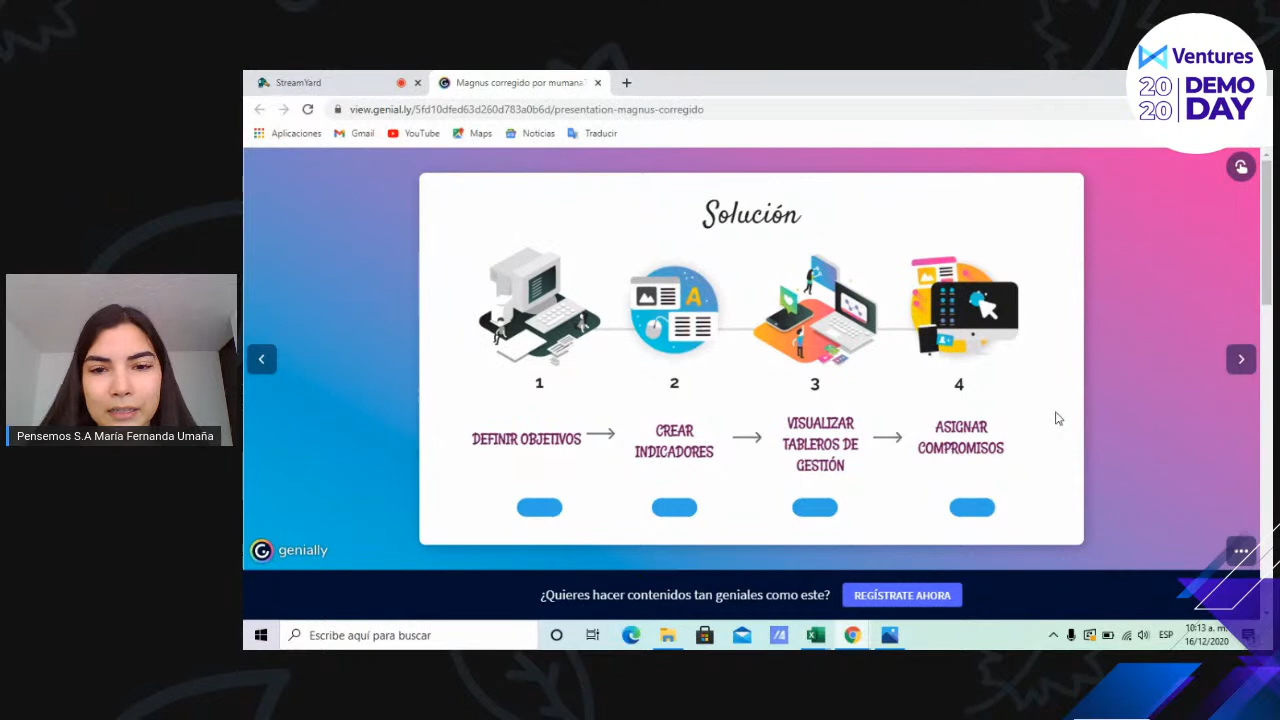 Ventures
2020 DEMO DAY
StreamYard
Magnus corregido por mumana
view.genial.ly/5fd10dfed63d260d783a0b6d/presentation-magnus-corregido
Aplicaciones
Gmail
YouTube
Maps
Noticias
Traducir
Solución
A
1
2
3
4
DEFINIR OBJETIVOS
CREAR
INDICADORES
VISUALIZAR
TABLEROS DE
GESTIÓN
ASIGNAR
COMPROMISOS
Pensemos S.A María Fernanda Umaña
genially
¿Quieres hacer contenidos tan geniales como este?
REGÍSTRATE AHORA
Escribe aquí para buscar
ESP
10:13 a. m.
16/12/2020